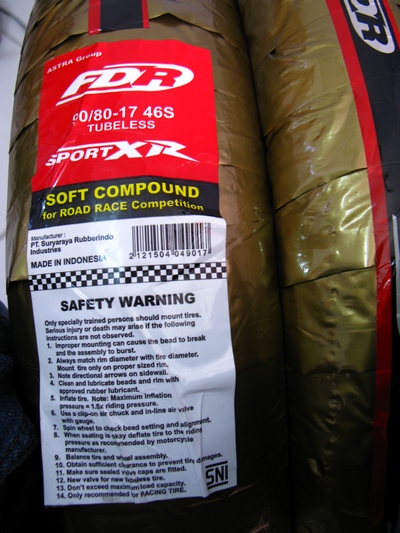 ASTRA Group
FDR
90/80-17 46S
TUBELESS
SPORT XR
SOFT COMPOUND
for ROAD RACE Competition
Manufacturer :
PT. Suryaraya Rubberindo
Industries
MADE IN INDONESIA
2121504 049017
SAFETY WARNING
Only specially trained persons should mount tires.
Serious injury or death may arise if the following
instructions are not observed.
1. Improper mounting can cause the bead to break
and the assembly to burst.
2. Always match rim diameter with tire diameter.
Mount tire only on proper sized rim.
3. Note directional arrows on sidewall.
4. Clean and lubricate beads and rim with
approved rubber lubricant.
5. Inflate tire. Note: Maximum Inflation
pressure = 1.5x riding pressure.
6. Use a clip-on air chuck and in-line air valve
with gauge.
7. Spin wheel to check bead setting and alignment.
8. When seating is okay deflate tire to the riding
pressure as recommended by motorcycle
manufacturer.
9. Balance tire and wheel assembly.
10. Obtain sufficient clearance to prevent tire damages.
11. Make sure sealed valve caps are fitted.
12. New valve for new tubeless tire.
13. Don't exceed maximum load capacity.
14. Only recommended for RACING TIRE.
SNI
FDR